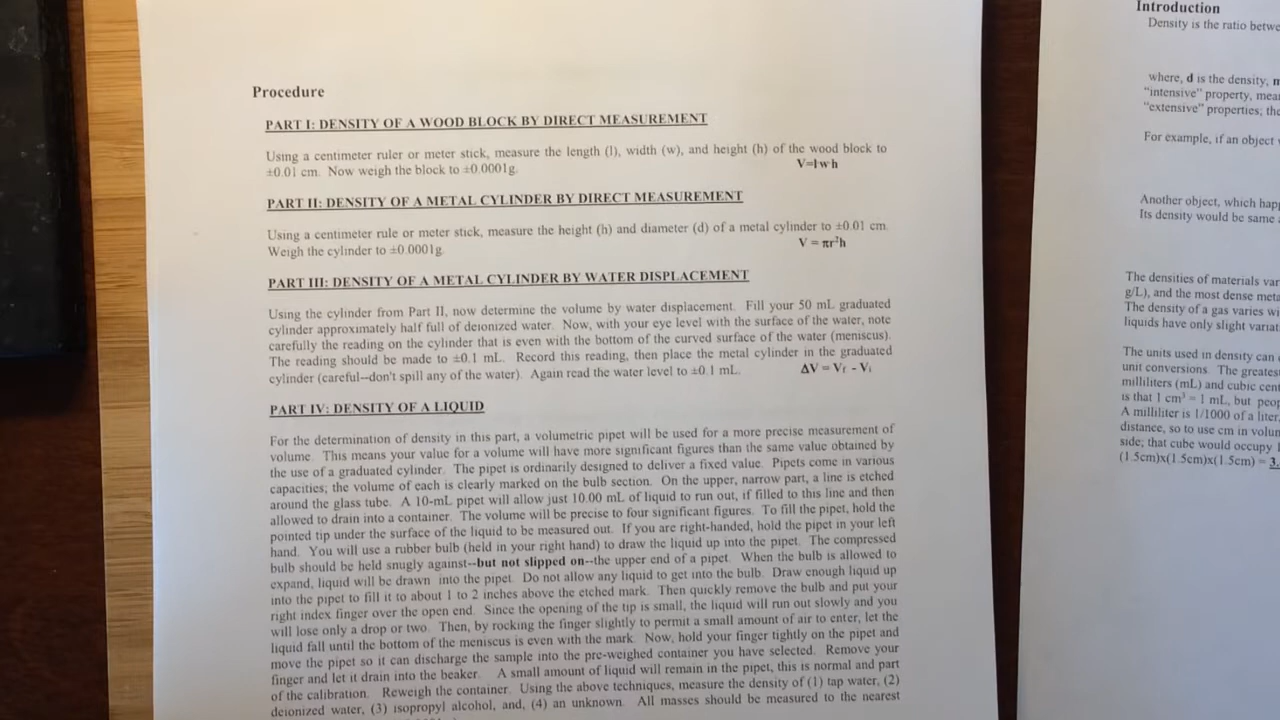 Procedure
PART I: DENSITY OF A WOOD BLOCK BY DIRECT MEASUREMENT
Using a centimeter ruler or meter stick, measure the length (l), width (w), and height (h) of the wood block to
±0.01 cm. Now weigh the block to ±0.0001g. V=l·w·h
PART II: DENSITY OF A METAL CYLINDER BY DIRECT MEASUREMENT
Using a centimeter rule or meter stick, measure the height (h) and diameter (d) of a metal cylinder to ±0.01 cm.
Weigh the cylinder to ±0.0001g. V = πr²h
PART III: DENSITY OF A METAL CYLINDER BY WATER DISPLACEMENT
Using the cylinder from Part II, now determine the volume by water displacement. Fill your 50 mL graduated
cylinder approximately half full of deionized water. Now, with your eye level with the surface of the water, note
carefully the reading on the cylinder that is even with the bottom of the curved surface of the water (meniscus).
The reading should be made to ±0.1 mL. Record this reading, then place the metal cylinder in the graduated
cylinder (careful--don't spill any of the water). Again read the water level to ±0.1 mL. ΔV = Vf - Vi
PART IV: DENSITY OF A LIQUID
For the determination of density in this part, a volumetric pipet will be used for a more precise measurement of
volume. This means your value for a volume will have more significant figures than the same value obtained by
the use of a graduated cylinder. The pipet is ordinarily designed to deliver a fixed value. Pipets come in various
capacities; the volume of each is clearly marked on the bulb section. On the upper, narrow part, a line is etched
around the glass tube. A 10-mL pipet will allow just 10.00 mL of liquid to run out, if filled to this line and then
allowed to drain into a container. The volume will be precise to four significant figures. To fill the pipet, hold the
pointed tip under the surface of the liquid to be measured out. If you are right-handed, hold the pipet in your left
hand. You will use a rubber bulb (held in your right hand) to draw the liquid up into the pipet. The compressed
bulb should be held snugly against--but not slipped on--the upper end of a pipet. When the bulb is allowed to
expand, liquid will be drawn into the pipet. Do not allow any liquid to get into the bulb. Draw enough liquid up
into the pipet to fill it to about 1 to 2 inches above the etched mark. Then quickly remove the bulb and put your
right index finger over the open end. Since the opening of the tip is small, the liquid will run out slowly and you
will lose only a drop or two. Then, by rocking the finger slightly to permit a small amount of air to enter, let the
liquid fall until the bottom of the meniscus is even with the mark. Now, hold your finger tightly on the pipet and
move the pipet so it can discharge the sample into the pre-weighed container you have selected. Remove your
finger and let it drain into the beaker. A small amount of liquid will remain in the pipet, this is normal and part
of the calibration. Reweigh the container. Using the above techniques, measure the density of (1) tap water, (2)
deionized water, (3) isopropyl alcohol, and, (4) an unknown. All masses should be measured to the nearest
Introduction
Density is the ratio betwe
where, d is the density, m
"intensive" property, mea
"extensive" properties; the
For example, if an object
Another object, which happ
Its density would be same
The densities of materials var
g/L), and the most dense meta
The density of a gas varies wi
liquids have only slight variat
The units used in density can
unit conversions. The greates
milliliters (mL) and cubic cent
is that 1 cm³ = 1 mL, but peop
A milliliter is 1/1000 of a liter,
distance, so to use cm in volum
side; that cube would occupy
(1.5cm)x(1.5cm)x(1.5cm) = 3.